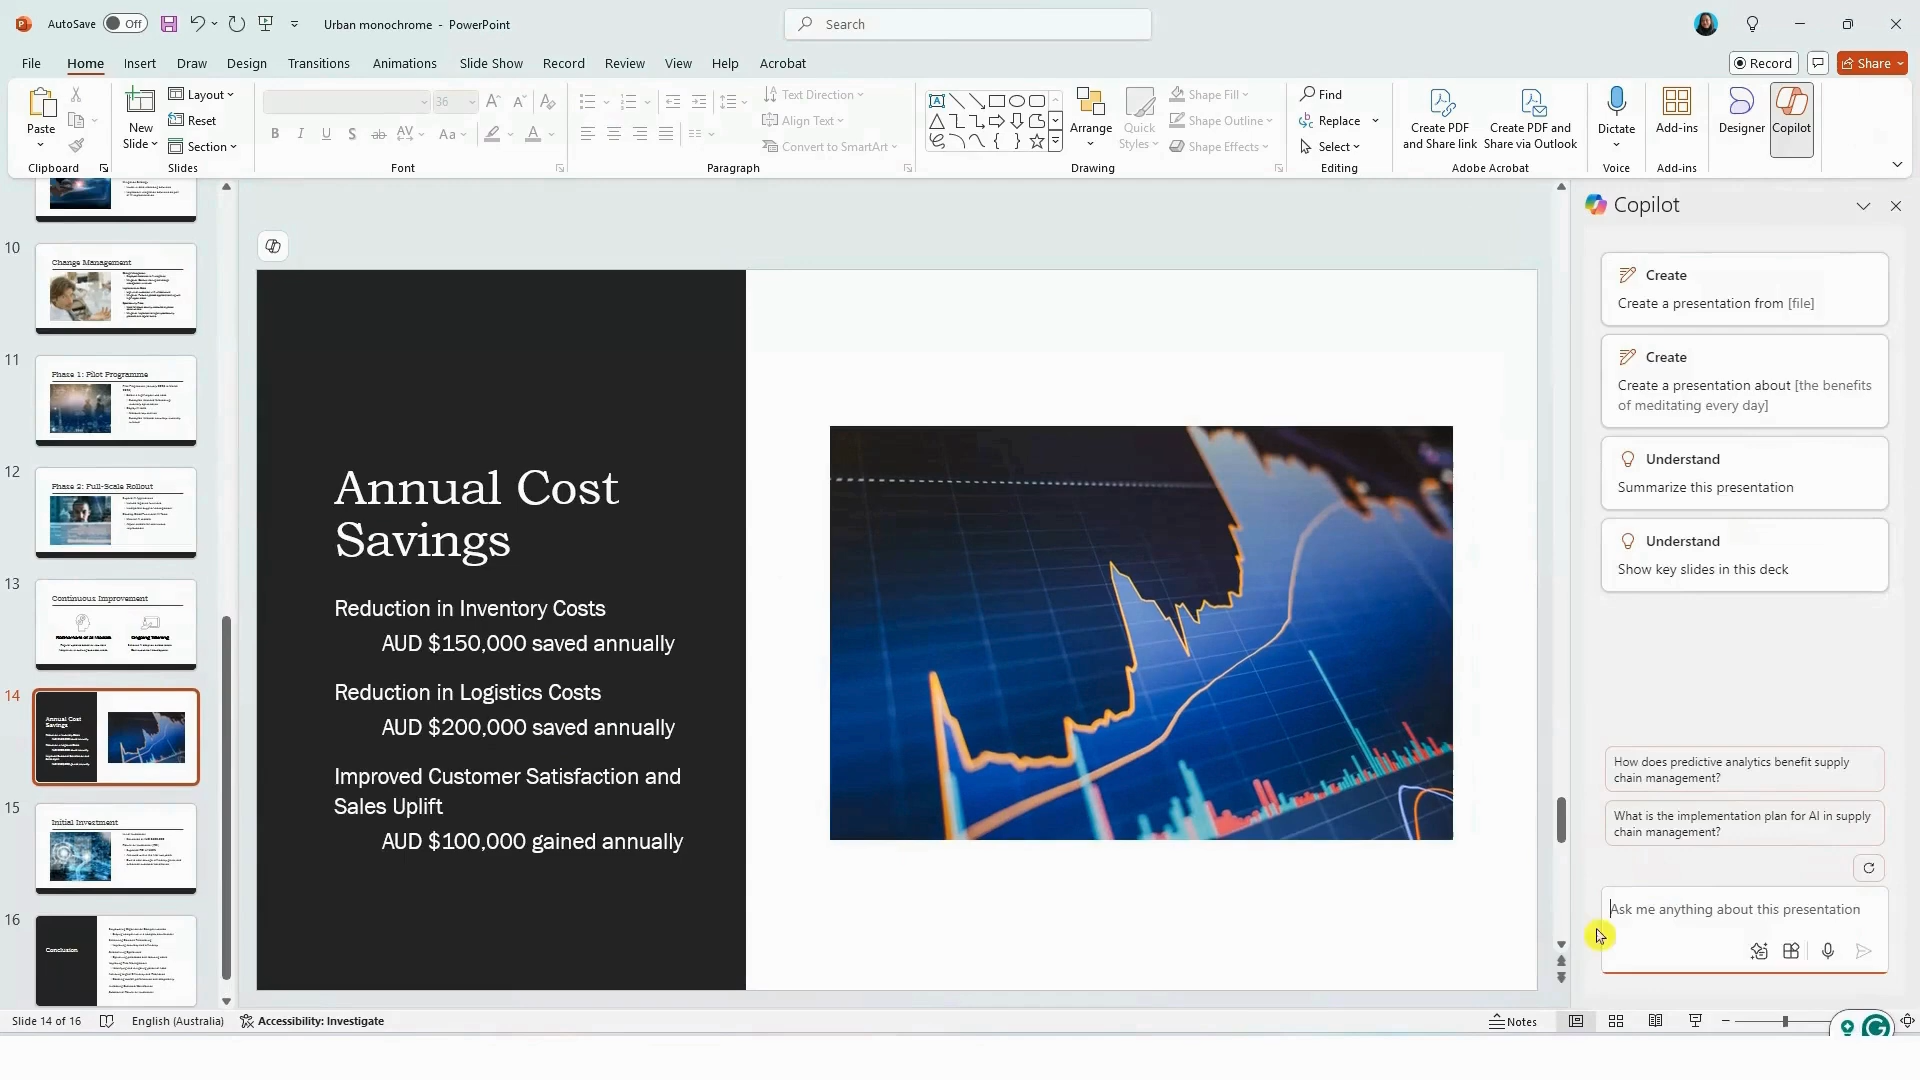 AutoSave
Off
Urban monochrome - PowerPoint
Search
File
Home
Insert
Draw
Design
Transitions
Animations
Slide Show
Record
Review
View
Help
Acrobat
Record
Share
Paste
Clipboard
New
Slide
Layout
Reset
Section
Slides
36
B
I
U
S
ab
AV
Aa
A
Font
Text Direction
Align Text
Convert to SmartArt
Paragraph
Arrange
Quick
Styles
Shape Fill
Shape Outline
Shape Effects
Drawing
Find
Replace
Select
Editing
Create PDF
and Share link
Create PDF and
Share via Outlook
Adobe Acrobat
Dictate
Voice
Add-ins
Add-ins
Designer
Copilot
10
Change Management
11
Phase 1: Pilot Programme
12
Phase 2: Full-Scale Rollout
13
Continuous Improvement
14
Annual Cost
Savings
15
Initial Investment
16
Conclusion
Annual Cost
Savings
Reduction in Inventory Costs
AUD $150,000 saved annually
Reduction in Logistics Costs
AUD $200,000 saved annually
Improved Customer Satisfaction and
Sales Uplift
AUD $100,000 gained annually
Copilot
Create
Create a presentation from [file]
Create
Create a presentation about [the benefits
of meditating every day]
Understand
Summarize this presentation
Understand
Show key slides in this deck
How does predictive analytics benefit supply
chain management?
What is the implementation plan for AI in supply
chain management?
Ask me anything about this presentation
Slide 14 of 16
English (Australia)
Accessibility: Investigate
Notes